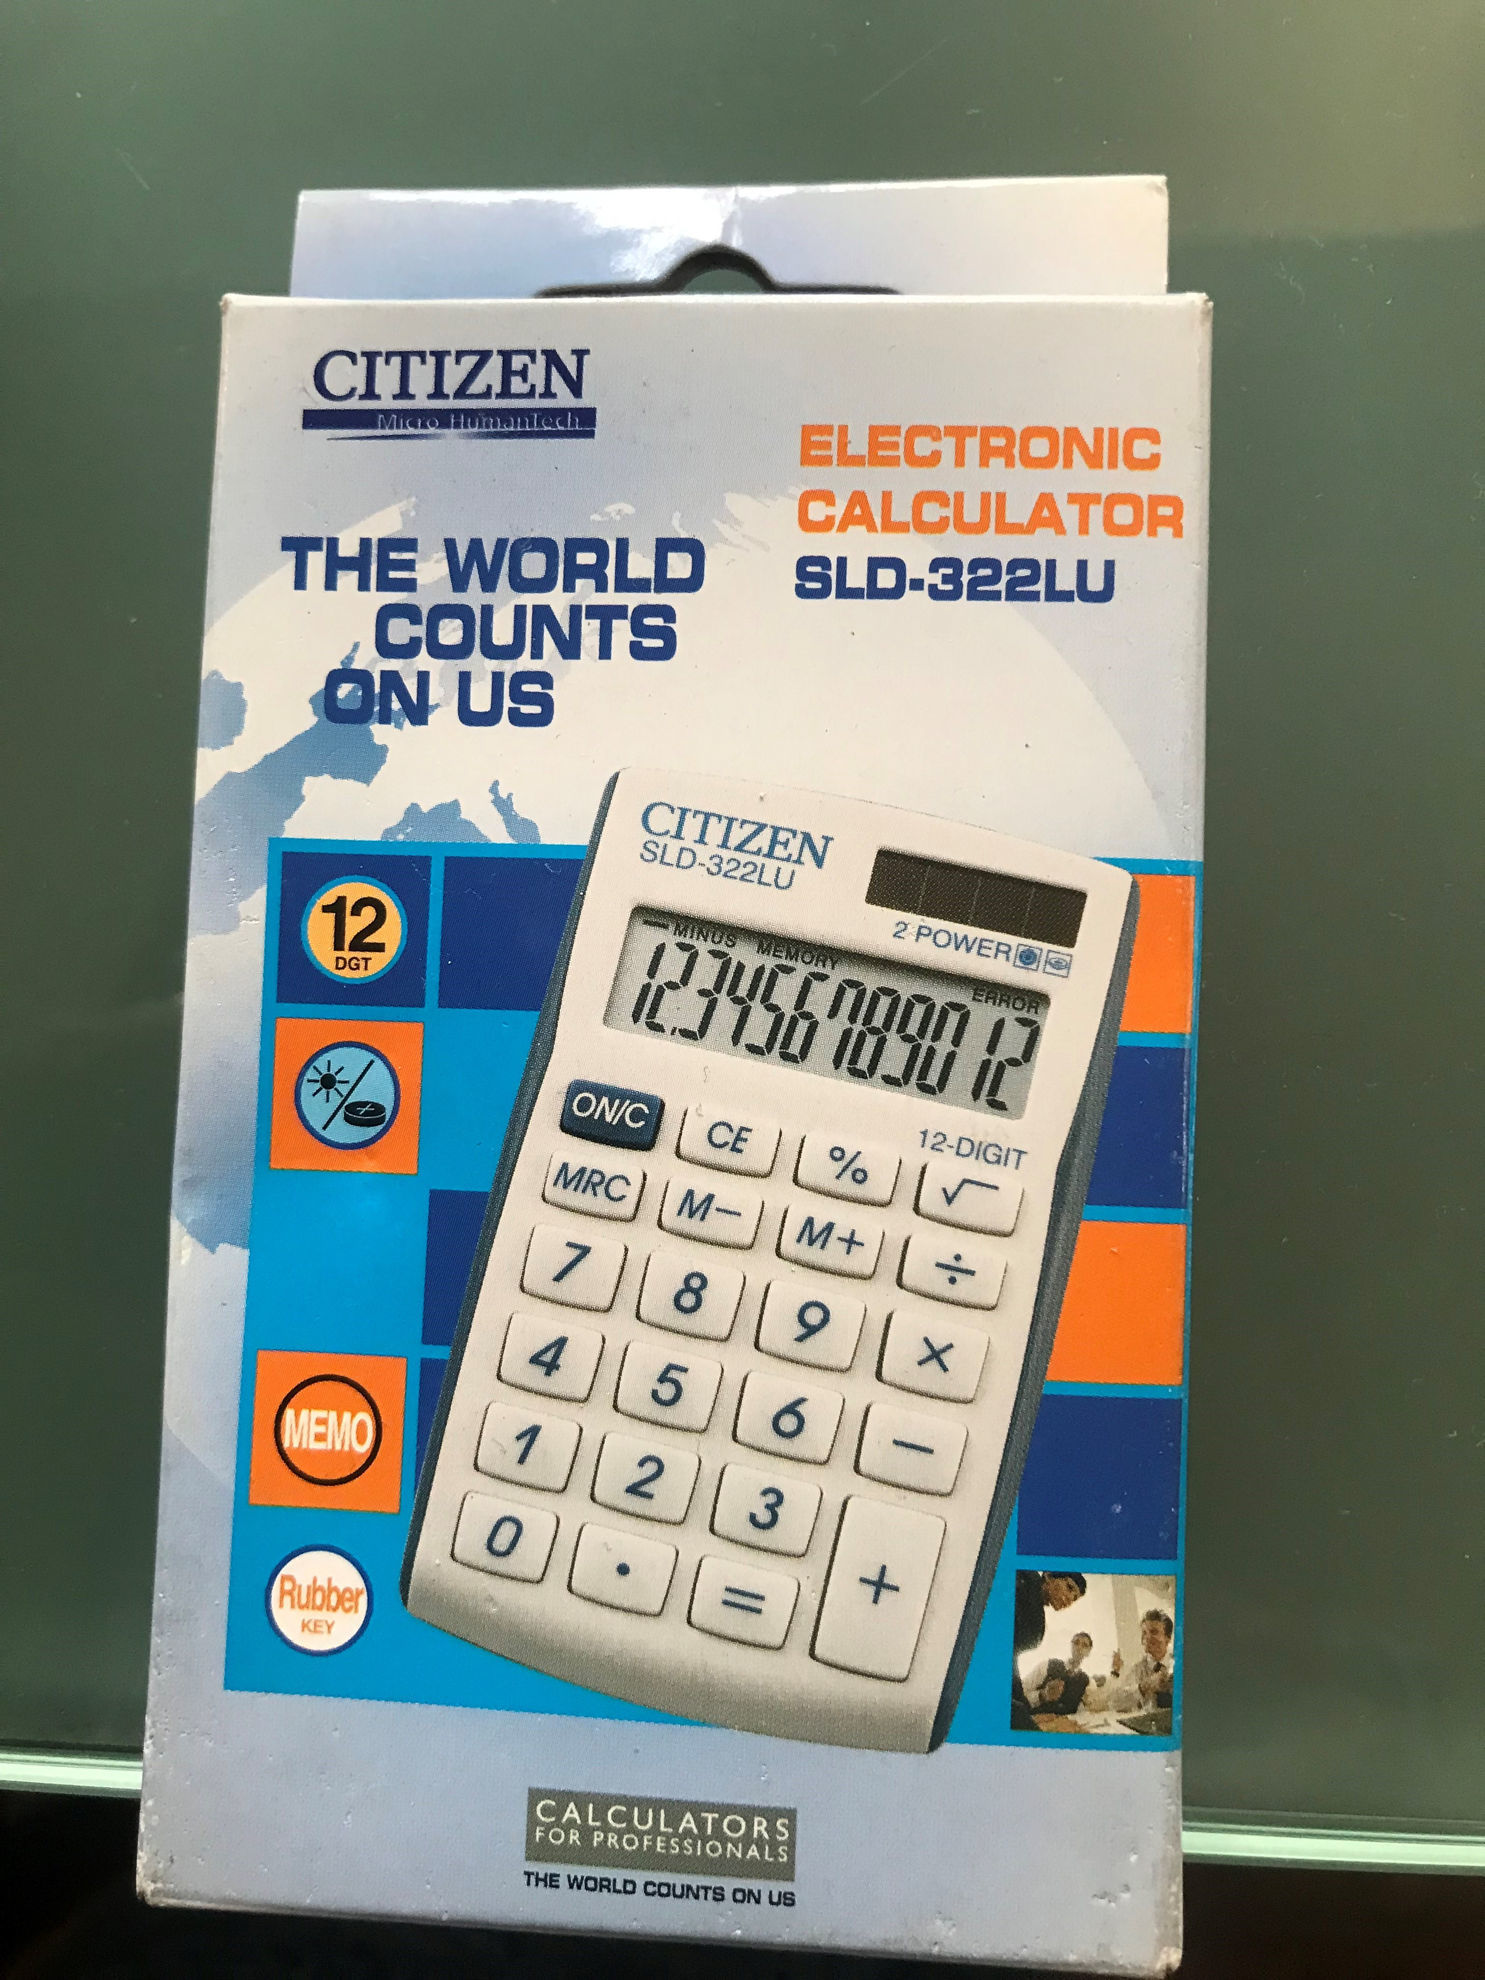 CITIZEN
Micro HumanTech
ELECTRONIC
CALCULATOR
SLD-322LU
THE WORLD
COUNTS
ON US
12
DGT
MEMO
Rubber
KEY
CITIZEN
SLD-322LU
2 POWER
MINUS MEMORY
ERROR
12.3456789012
12-DIGIT
ON/C CE % √
MRC M− M+ ÷
7 8 9 ×
4 5 6 −
1 2 3 +
0 . =
CALCULATORS
FOR PROFESSIONALS
THE WORLD COUNTS ON US